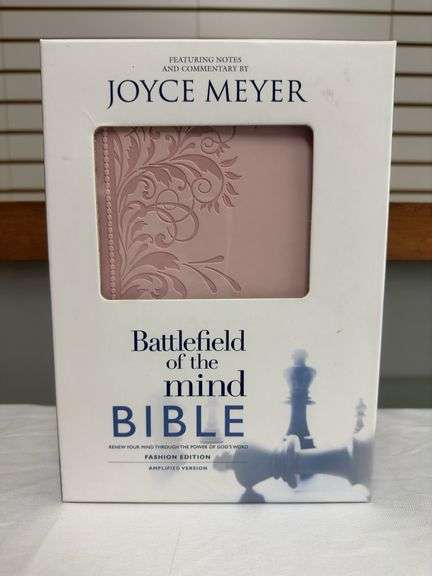 FEATURING NOTES
AND COMMENTARY BY
JOYCE MEYER
Battlefield
of the
mind
BIBLE
RENEW YOUR MIND THROUGH THE POWER OF GOD'S WORD
FASHION EDITION
AMPLIFIED VERSION